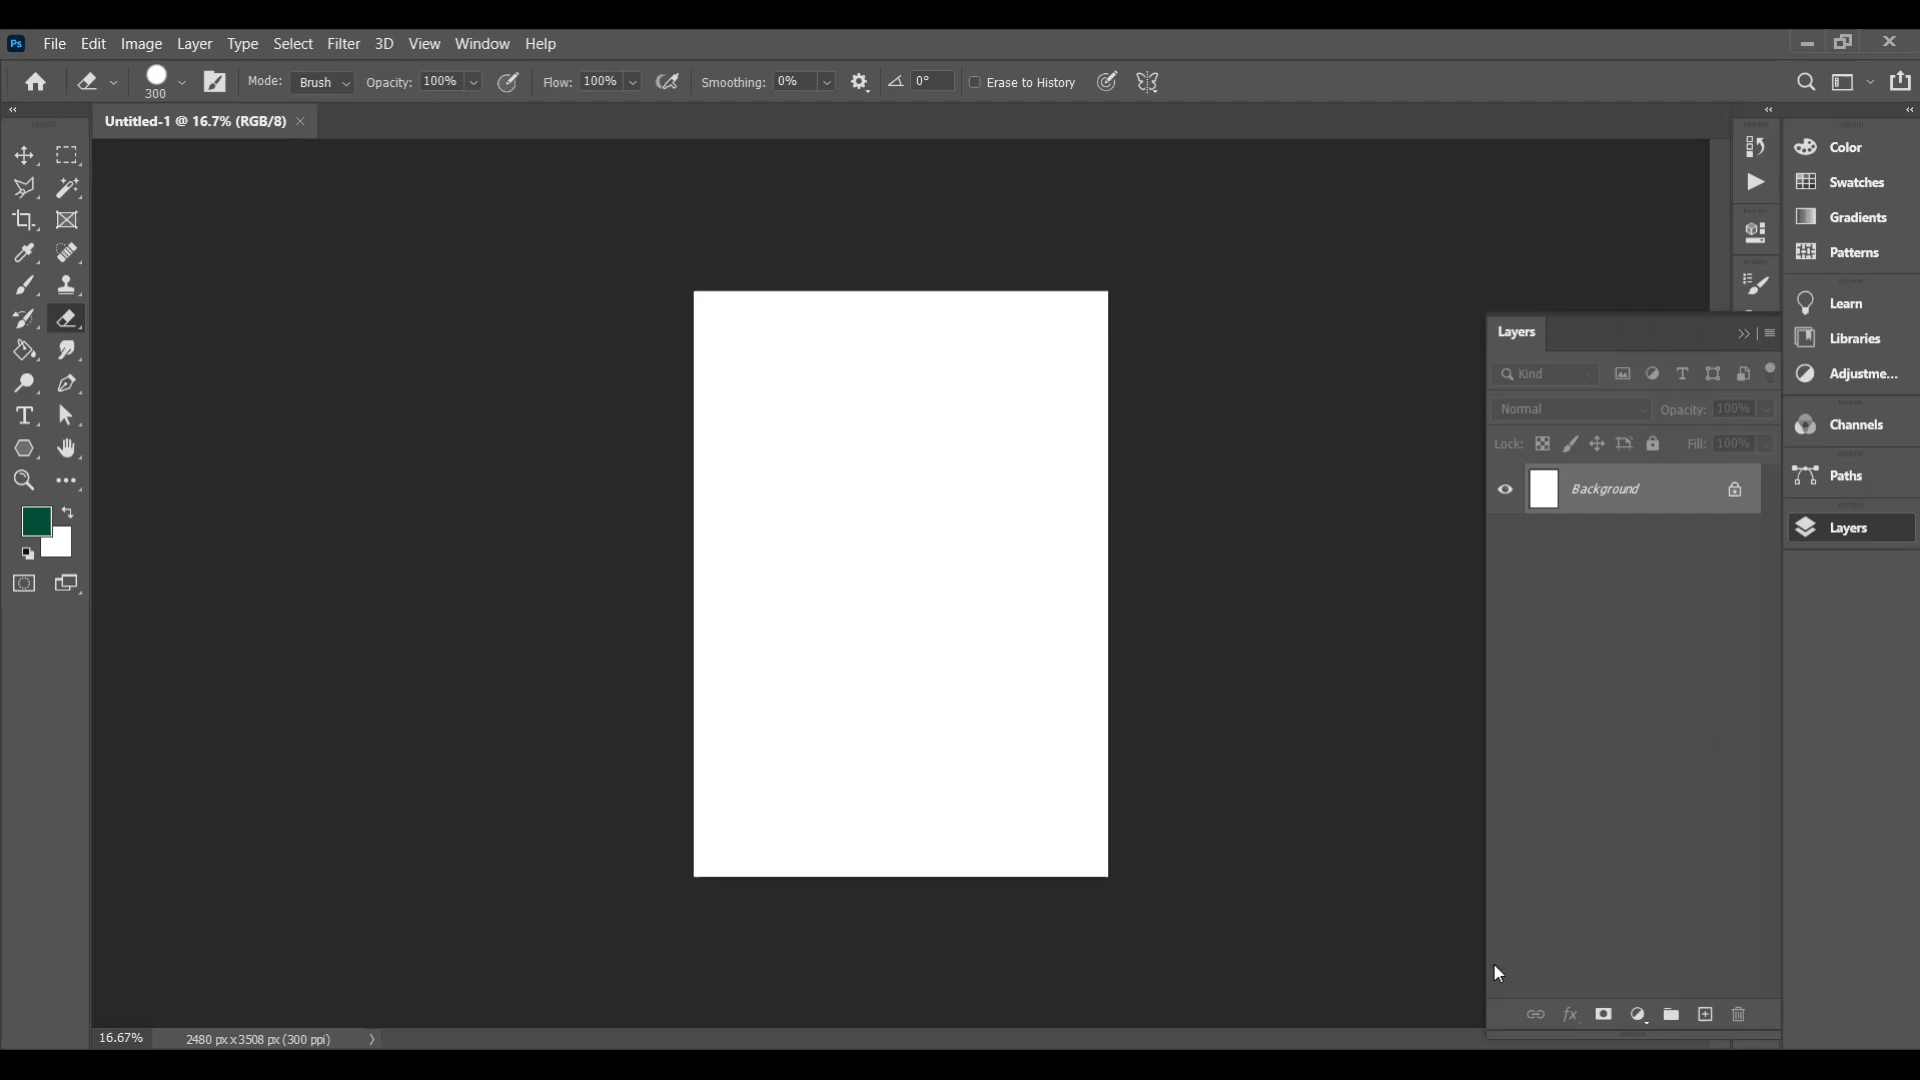 Ps File Edit Image Layer Type Select Filter 3D View Window Help
300 Mode: Brush Opacity: 100% Flow: 100% Smoothing: 0% 0° Erase to History
Untitled-1 @ 16.7% (RGB/8)
Color
Swatches
Gradients
Patterns
Learn
Libraries
Adjustme...
Channels
Paths
Layers
Layers
Kind
Normal Opacity: 100%
Lock: Fill: 100%
Background
fx
16.67% 2480 px x 3508 px (300 ppi)